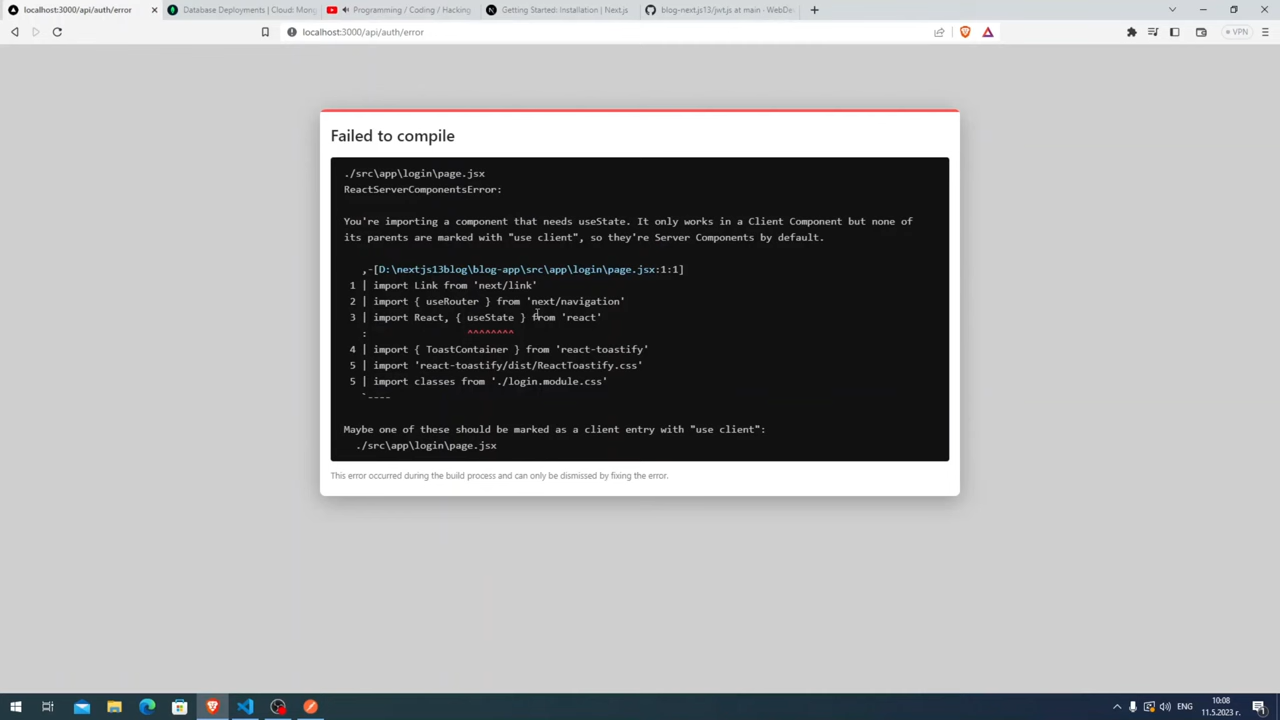 localhost:3000/api/auth/error
Database Deployments | Cloud: Mong
Programming / Coding / Hacking
Getting Started: Installation | Next.js
blog-next.js13/jwt.js at main · WebDe
localhost:3000/api/auth/error
VPN
Failed to compile
./src\app\login\page.jsx
ReactServerComponentsError:
You're importing a component that needs useState. It only works in a Client Component but none of
its parents are marked with "use client", so they're Server Components by default.
,-[D:\nextjs13blog\blog-app\src\app\login\page.jsx:1:1]
1 | import Link from 'next/link'
2 | import { useRouter } from 'next/navigation'
3 | import React, { useState } from 'react'
: ^^^^^^^^
4 | import { ToastContainer } from 'react-toastify'
5 | import 'react-toastify/dist/ReactToastify.css'
5 | import classes from './login.module.css'
`----
Maybe one of these should be marked as a client entry with "use client":
./src\app\login\page.jsx
This error occurred during the build process and can only be dismissed by fixing the error.
ENG
10:08
11.5.2023 г.